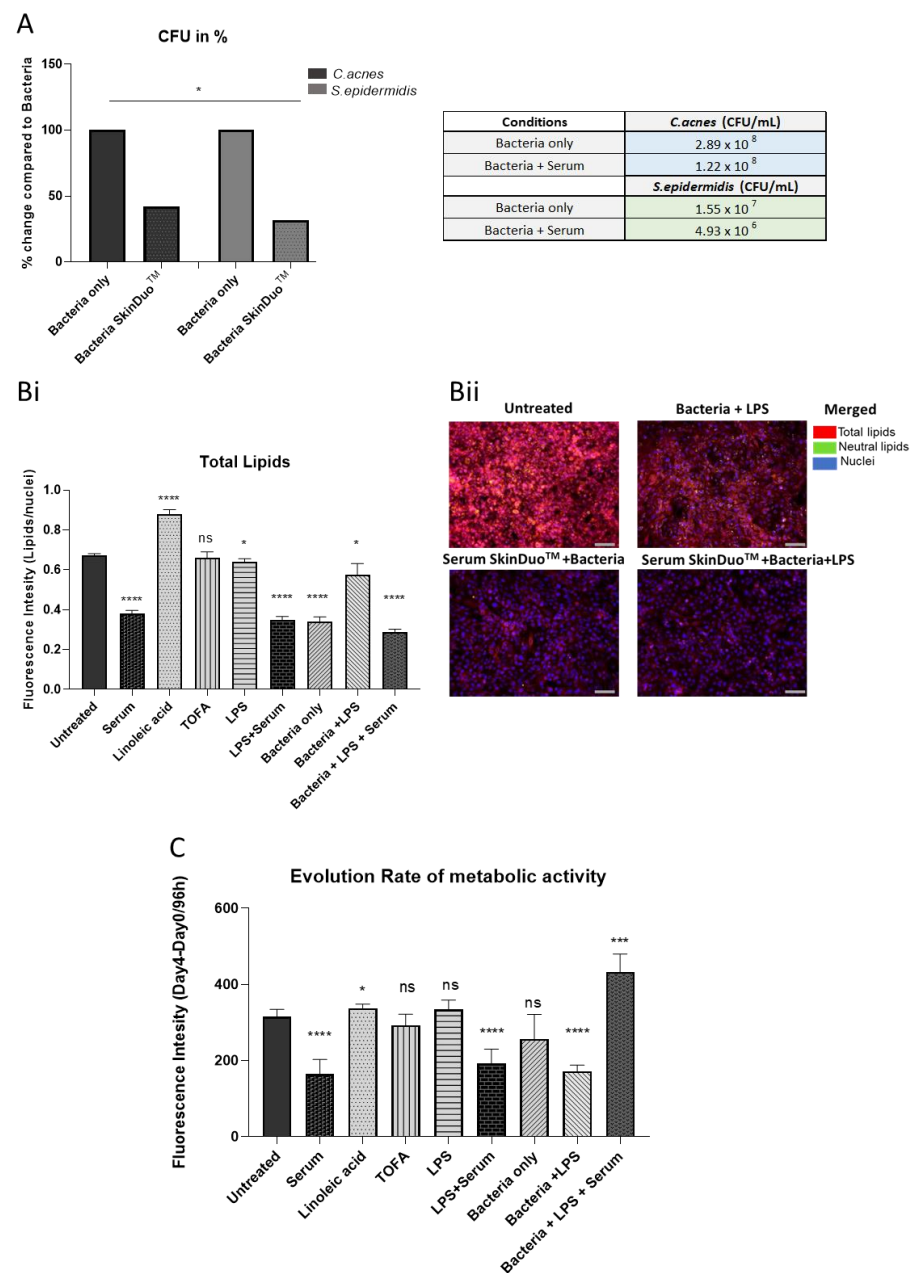 A
CFU in %
% change compared to Bacteria
150
100
50
0
*
C.acnes
S.epidermidis
Bacteria only
Bacteria SkinDuo™
Bacteria only
Bacteria SkinDuo™
Conditions C.acnes (CFU/mL)
Bacteria only 2.89 x 10 8
Bacteria + Serum 1.22 x 10 8
S.epidermidis (CFU/mL)
Bacteria only 1.55 x 10 7
Bacteria + Serum 4.93 x 10 6
Bi
Total Lipids
Fluorescence Intesity (Lipids/nuclei)
1.0
0.8
0.6
0.4
0.2
0.0
****
****
ns
*
****
****
*
****
Untreated
Serum
Linoleic acid
TOFA
LPS
LPS+Serum
Bacteria only
Bacteria +LPS
Bacteria + LPS + Serum
Bii
Untreated
Bacteria + LPS
Merged
Total lipids
Neutral lipids
Nuclei
Serum SkinDuo™+Bacteria
Serum SkinDuo™+Bacteria+LPS
C
Evolution Rate of metabolic activity
Fluorescence Intesity (Day4-Day0/96h)
600
400
200
0
****
*
ns
ns
****
ns
****
***
Untreated
Serum
Linoleic acid
TOFA
LPS
LPS+Serum
Bacteria only
Bacteria +LPS
Bacteria + LPS + Serum